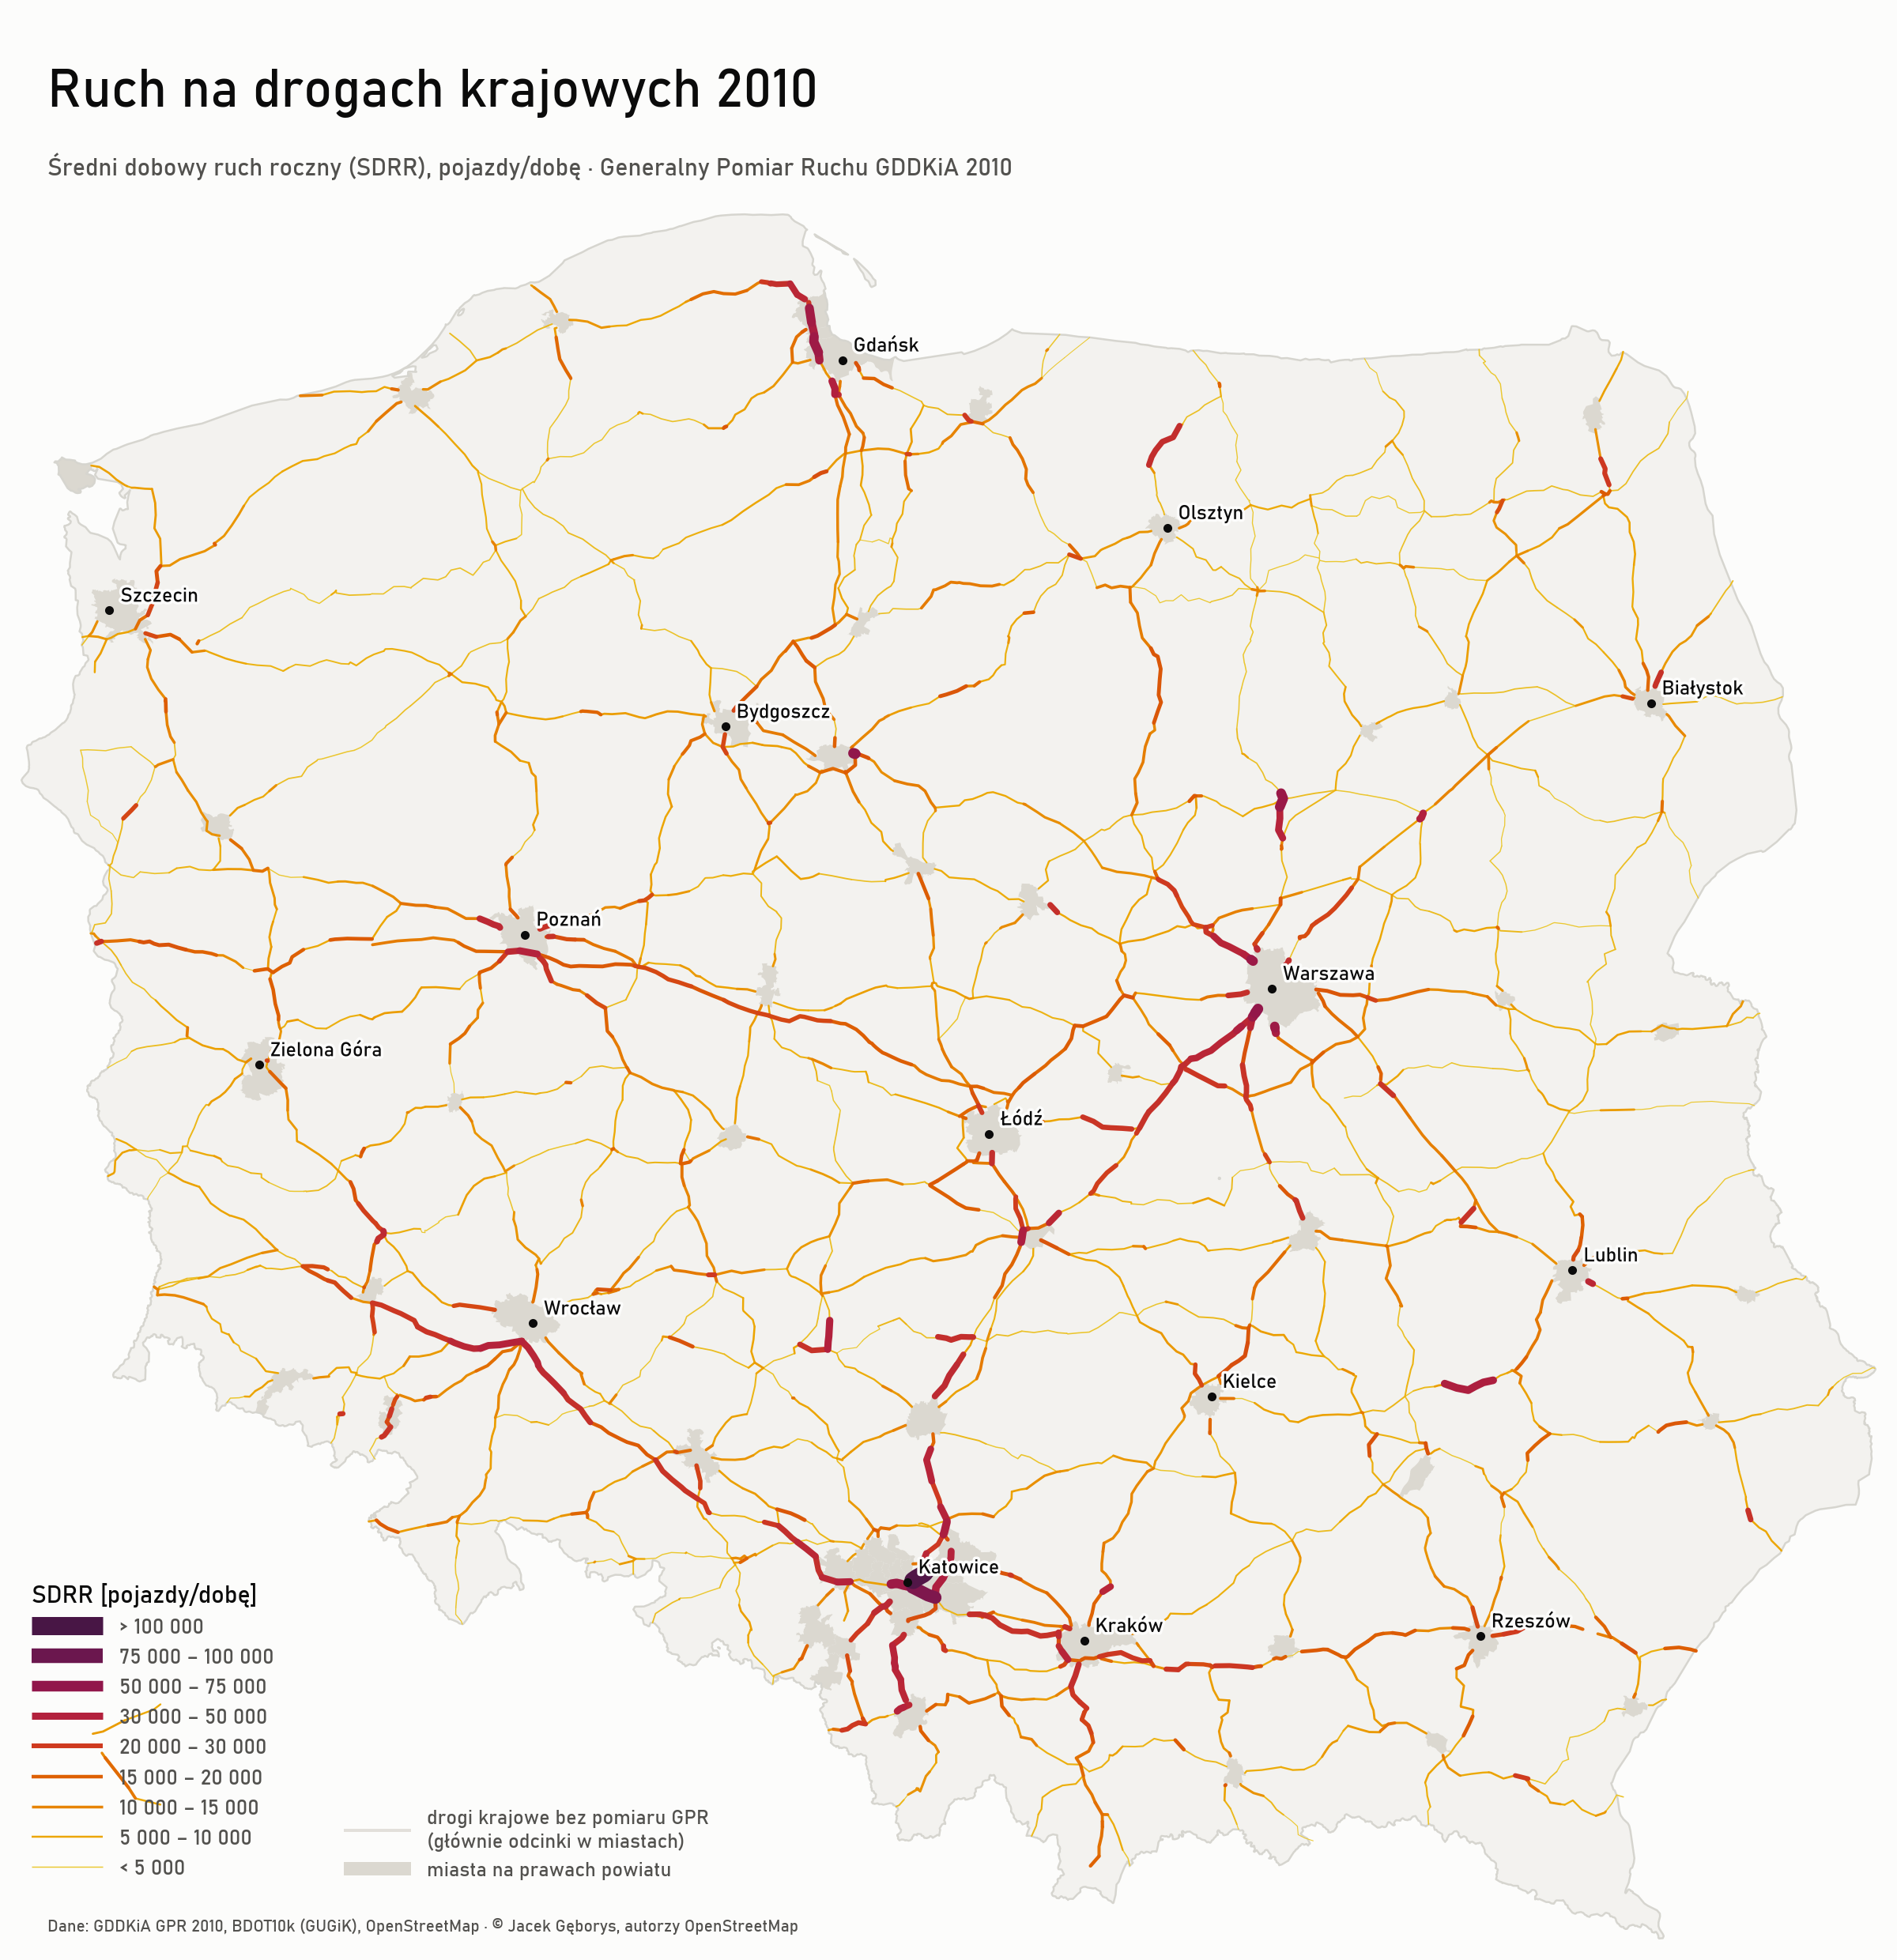 Ruch na drogach krajowych 2010
Średni dobowy ruch roczny (SDRR), pojazdy/dobę · Generalny Pomiar Ruchu GDDKiA 2010
Gdańsk
Olsztyn
Szczecin
Białystok
Bydgoszcz
Poznań
Warszawa
Zielona Góra
Łódź
Lublin
Wrocław
Kielce
Katowice
Kraków
Rzeszów
SDRR [pojazdy/dobę]
> 100 000
75 000 – 100 000
50 000 – 75 000
30 000 – 50 000
20 000 – 30 000
15 000 – 20 000
10 000 – 15 000
5 000 – 10 000
< 5 000
drogi krajowe bez pomiaru GPR
(głównie odcinki w miastach)
miasta na prawach powiatu
Dane: GDDKiA GPR 2010, BDOT10k (GUGiK), OpenStreetMap · © Jacek Gęborys, autorzy OpenStreetMap